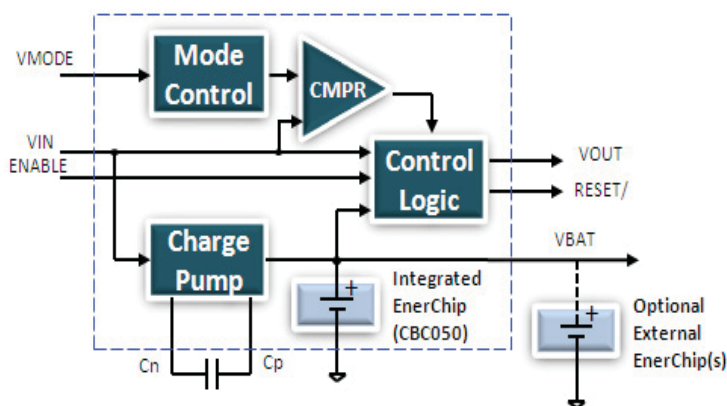 VMODE
Mode
Control
CMPR
VIN
ENABLE
Control
Logic
VOUT
RESET/
Charge
Pump
VBAT
+
Integrated
EnerChip
(CBC050)
+
Optional
External
EnerChip(s)
Cn
Cp